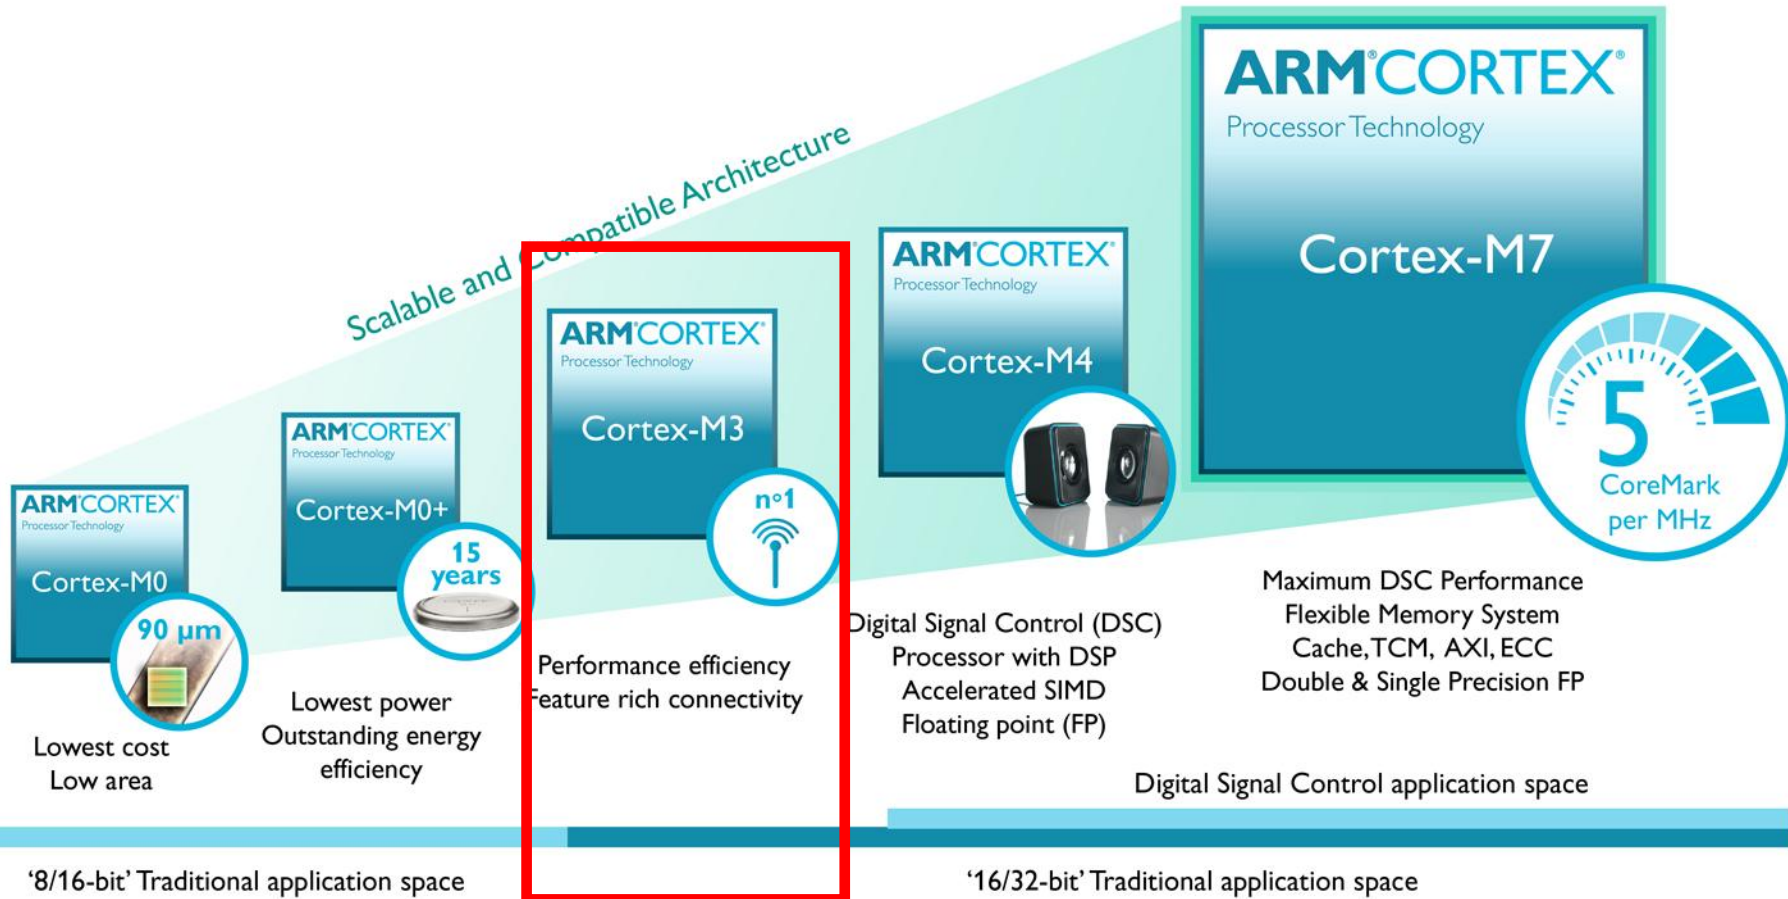 Scalable and Compatible Architecture
ARM®CORTEX®
Processor Technology
Cortex-M0
90 µm
Lowest cost
Low area
ARM®CORTEX®
Processor Technology
Cortex-M0+
15
years
Lowest power
Outstanding energy
efficiency
ARM®CORTEX®
Processor Technology
Cortex-M3
n°1
Performance efficiency
Feature rich connectivity
ARM®CORTEX®
Processor Technology
Cortex-M4
Digital Signal Control (DSC)
Processor with DSP
Accelerated SIMD
Floating point (FP)
ARM®CORTEX®
Processor Technology
Cortex-M7
5
CoreMark
per MHz
Maximum DSC Performance
Flexible Memory System
Cache, TCM, AXI, ECC
Double & Single Precision FP
Digital Signal Control application space
‘8/16-bit’ Traditional application space
‘16/32-bit’ Traditional application space